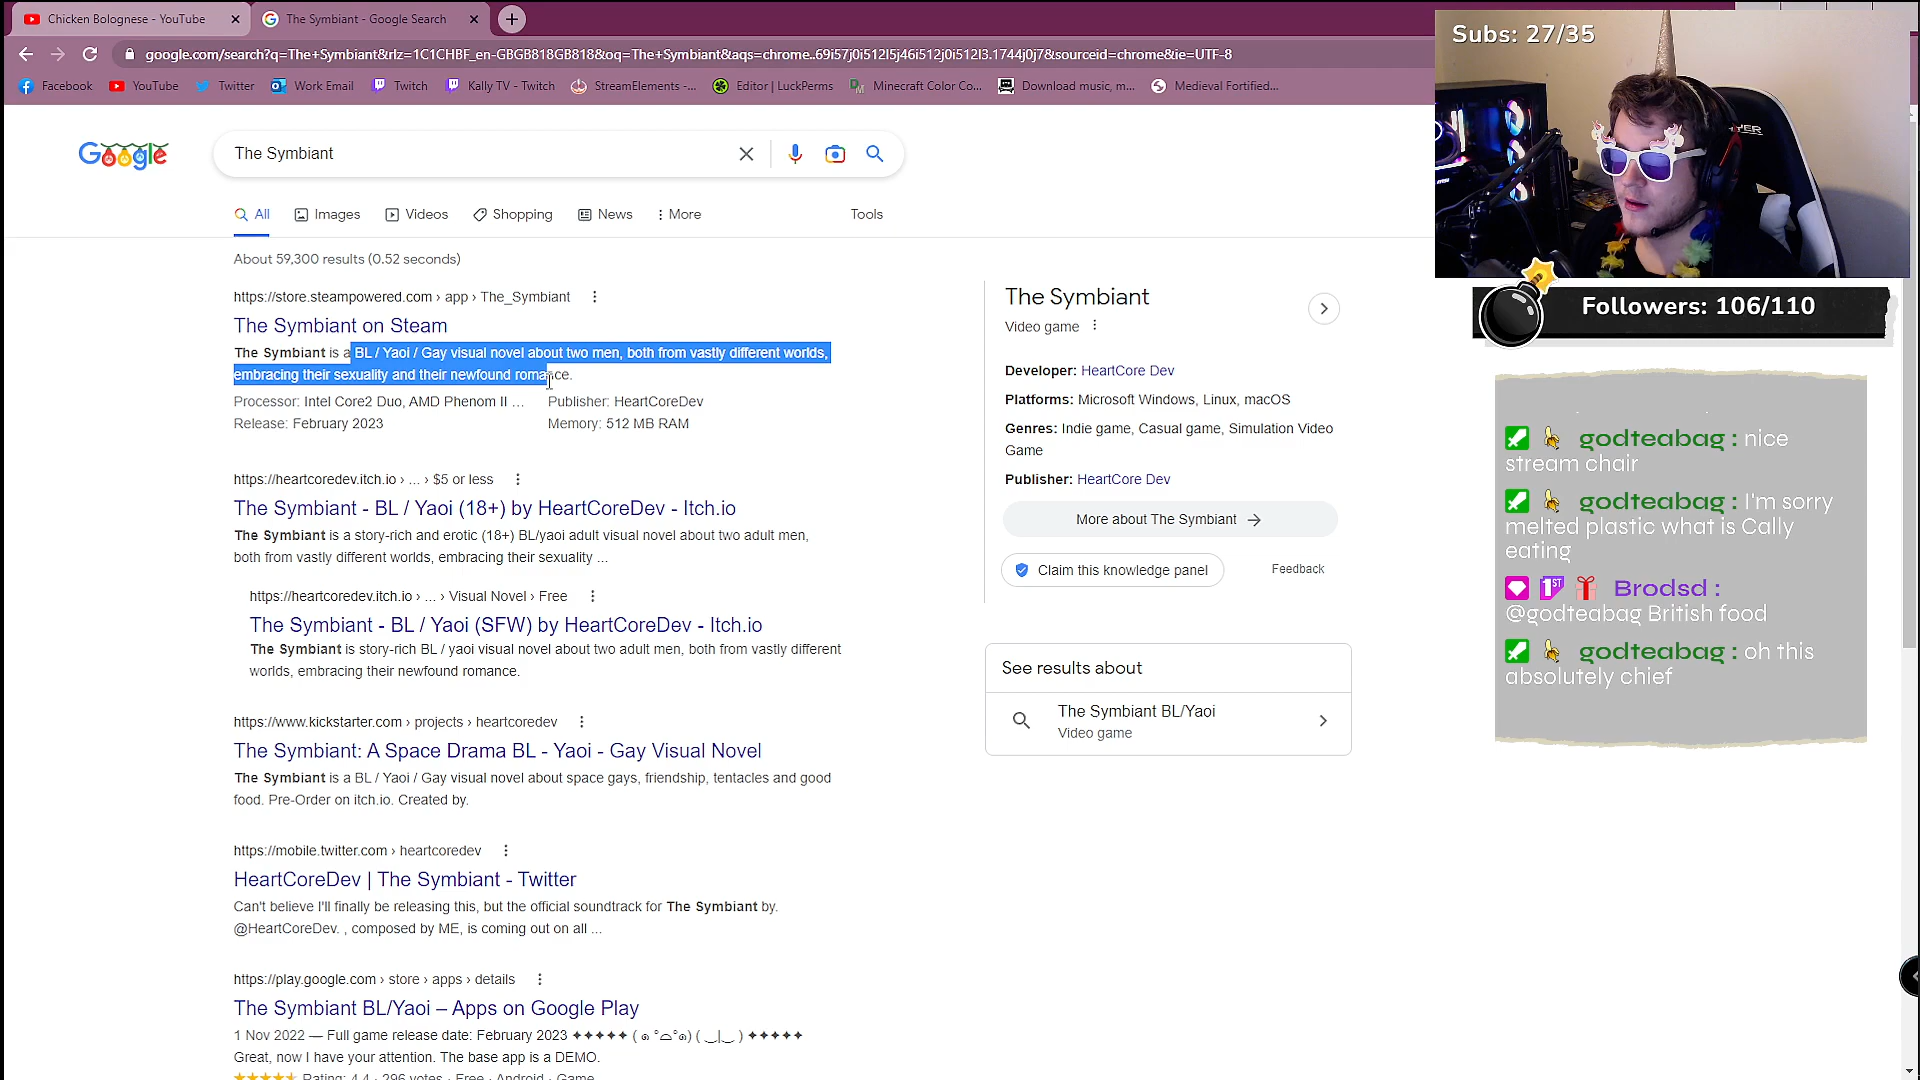 Chicken Bolognese - YouTube
The Symbiant - Google Search
google.com/search?q=The+Symbiant&rlz=1C1CHBF_en-GBGB818GB818&oq=The+Symbiant&aqs=chrome..69i57j0i512l5j46i512j0i512l3.1744j0j7&sourceid=chrome&ie=UTF-8
Facebook YouTube Twitter Work Email Twitch Kally TV - Twitch StreamElements -... Editor | LuckPerms Minecraft Color Co... Download music, m... Medieval Fortified...
Subs: 27/35
Google
The Symbiant
All Images Videos Shopping News More Tools
About 59,300 results (0.52 seconds)
https://store.steampowered.com › app › The_Symbiant
The Symbiant on Steam
The Symbiant is a BL / Yaoi / Gay visual novel about two men, both from vastly different worlds,
embracing their sexuality and their newfound romance.
Processor: Intel Core2 Duo, AMD Phenom II ... Publisher: HeartCoreDev
Release: February 2023 Memory: 512 MB RAM
https://heartcoredev.itch.io › ... › $5 or less
The Symbiant - BL / Yaoi (18+) by HeartCoreDev - Itch.io
The Symbiant is a story-rich and erotic (18+) BL/yaoi adult visual novel about two adult men,
both from vastly different worlds, embracing their sexuality ...
https://heartcoredev.itch.io › ... › Visual Novel › Free
The Symbiant - BL / Yaoi (SFW) by HeartCoreDev - Itch.io
The Symbiant is story-rich BL / yaoi visual novel about two adult men, both from vastly different
worlds, embracing their newfound romance.
https://www.kickstarter.com › projects › heartcoredev
The Symbiant: A Space Drama BL - Yaoi - Gay Visual Novel
The Symbiant is a BL / Yaoi / Gay visual novel about space gays, friendship, tentacles and good
food. Pre-Order on itch.io. Created by.
https://mobile.twitter.com › heartcoredev
HeartCoreDev | The Symbiant - Twitter
Can't believe I'll finally be releasing this, but the official soundtrack for The Symbiant by.
@HeartCoreDev. , composed by ME, is coming out on all ...
https://play.google.com › store › apps › details
The Symbiant BL/Yaoi – Apps on Google Play
1 Nov 2022 — Full game release date: February 2023 ✦✦✦✦✦ ✦✦✦✦✦
Great, now I have your attention. The base app is a DEMO.
Rating: 4.4 · 296 votes · Free · Android · Game
The Symbiant
Video game
Developer: HeartCore Dev
Platforms: Microsoft Windows, Linux, macOS
Genres: Indie game, Casual game, Simulation Video
Game
Publisher: HeartCore Dev
More about The Symbiant
Claim this knowledge panel Feedback
See results about
The Symbiant BL/Yaoi
Video game
Followers: 106/110
godteabag : nice
stream chair
godteabag : I'm sorry
melted plastic what is Cally
eating
1ST Brodsd :
@godteabag British food
godteabag : oh this
absolutely chief